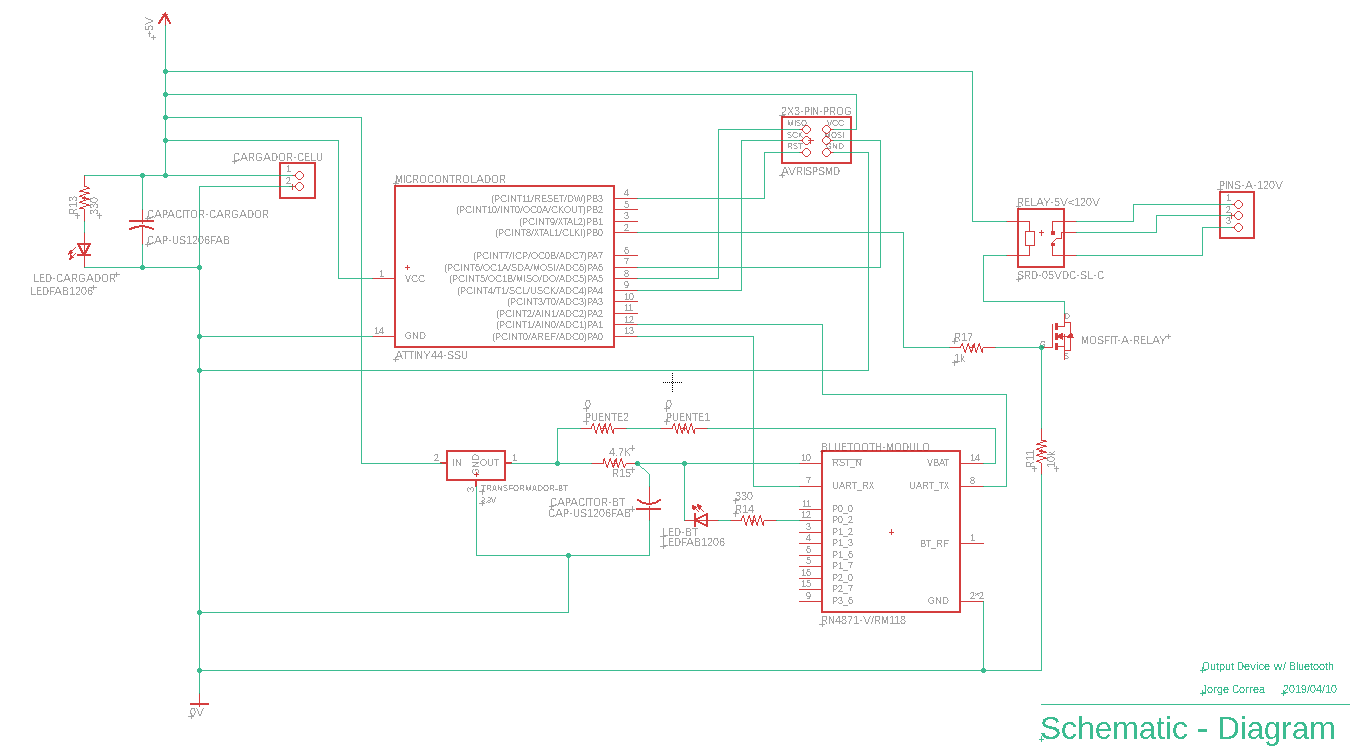 +5V
2X3-PIN-PROG
MISO VCC
SCK MOSI
RST GND
AVRISPSMD
CARGADOR-CELU
1
2
R13
330
CAPACITOR-CARGADOR
CAP-US1206FAB
LED-CARGADOR
LEDFAB1206
MICROCONTROLADOR
(PCINT11/RESET/DW)PB3 4
(PCINT10/INT0/OC0A/CKOUT)PB2 5
(PCINT9/XTAL2)PB1 3
(PCINT8/XTAL1/CLKI)PB0 2
(PCINT7/ICP/OC0B/ADC7)PA7 6
(PCINT6/OC1A/SDA/MOSI/ADC6)PA6 7
1 VCC
(PCINT5/OC1B/MISO/DO/ADC5)PA5 8
(PCINT4/T1/SCL/USCK/ADC4)PA4 9
(PCINT3/T0/ADC3)PA3 10
(PCINT2/AIN1/ADC2)PA2 11
(PCINT1/AIN0/ADC1)PA1 12
14 GND
(PCINT0/AREF/ADC0)PA0 13
ATTINY44-SSU
PINS-A-120V
1
2
3
RELAY-5V<120V
SRD-05VDC-SL-C
D
G
S
MOSFIT-A-RELAY
R17
1k
R11
10k
0
PUENTE2
0
PUENTE1
2 IN GND OUT 1
3
TRANSFORMADOR-BT
3.3V
4.7K
R15
CAPACITOR-BT
CAP-US1206FAB
LED-BT
LEDFAB1206
330
R14
BLUETOOTH-MODULO
10 RST_N VBAT 14
7 UART_RX UART_TX 8
11 P0_0
12 P0_2
3 P1_2
4 P1_3 BT_RF 1
6 P1_6
5 P1_7
16 P2_0
15 P2_7
9 P3_6 GND 2*2
RN4871-V/RM118
0V
Output Device w/ Bluetooth
Jorge Correa 2019/04/10
Schematic - Diagram